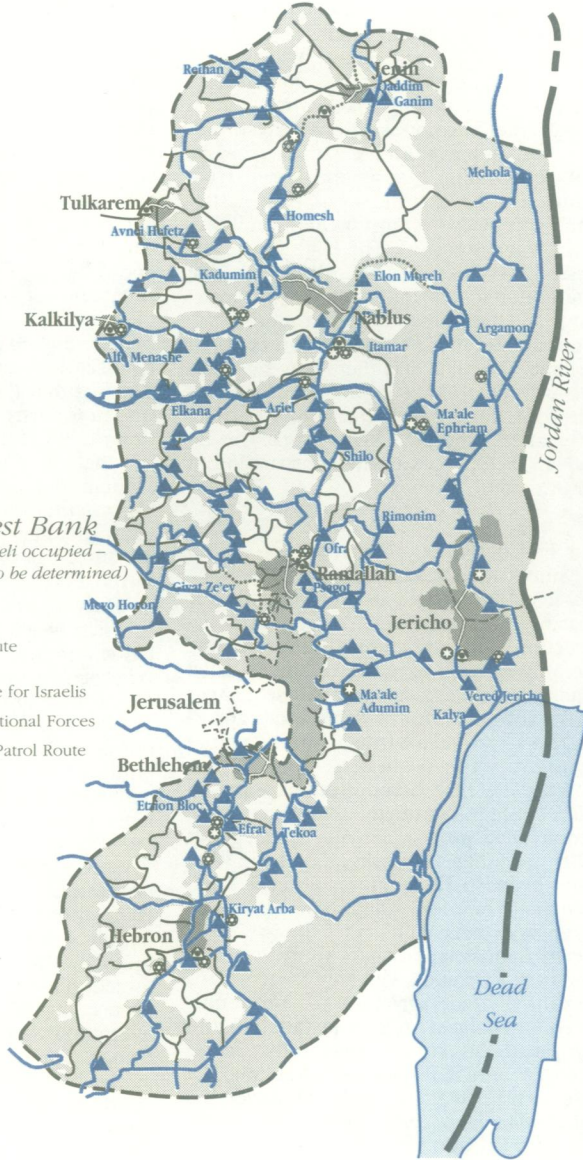 Jenin
Reihan
Ganim
Mehola
Tulkarem
Homesh
Avnei Hefetz
Kadumim
Elon Moreh
Kalkilya
Nablus
Argamon
Itamar
Alfe Menashe
Jordan River
Elkana
Ariel
Ma'ale
Ephriam
Shilo
est Bank
eli occupied –
o be determined)
Rimonim
Ofra
Ramallah
Givat Ze'ev
Psagot
Mevo Horon
Jericho
ute
e for Israelis
tional Forces
Patrol Route
Jerusalem
Ma'ale
Adumim
Vered Jericho
Kalya
Bethlehem
Etzion Bloc
Efrat
Tekoa
Kiryat Arba
Hebron
Dead
Sea